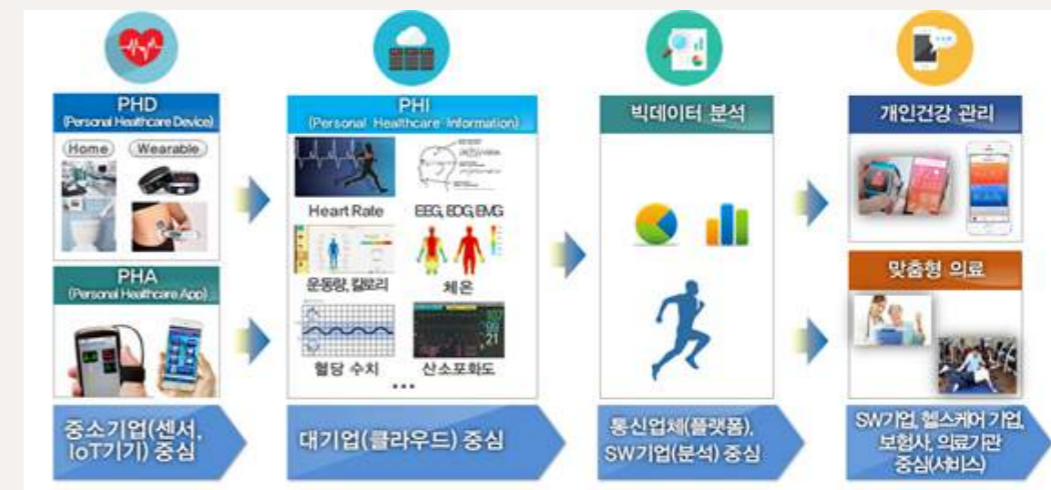 PHD
(Personal Healthcare Device)
Home
Wearable
PHA
(Personal Healthcare App)
중소기업(센서,
IoT기기) 중심
PHI
(Personal Healthcare Information)
Heart Rate
EEG, EOG, EMG
운동량, 칼로리
체온
혈당 수치
산소포화도
...
대기업(클라우드) 중심
빅데이터 분석
통신업체(플랫폼),
SW기업(분석) 중심
개인건강 관리
맞춤형 의료
SW기업, 헬스케어 기업,
보험사, 의료기관
중심(서비스)